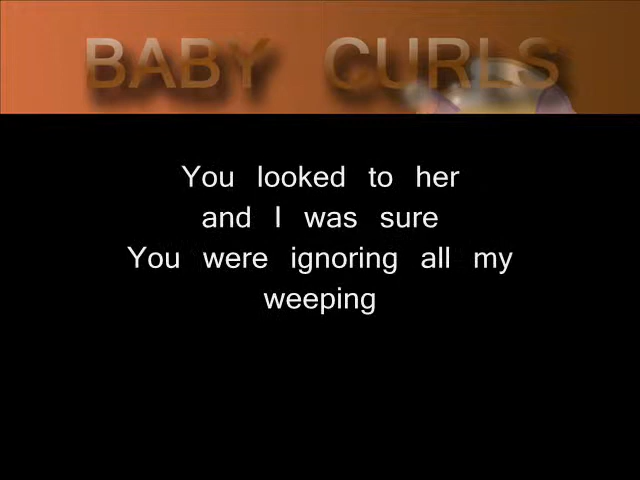 BABY CURLS
You looked to her
and I was sure
You were ignoring all my
weeping